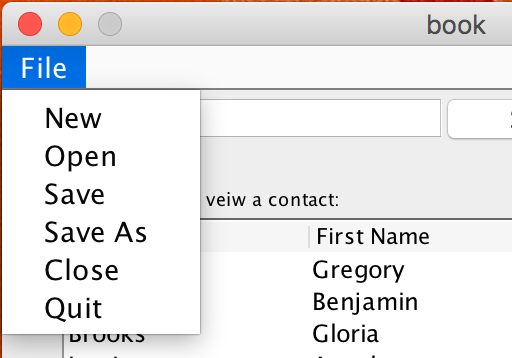 book
File
New
Open
Save
Save As
Close
Quit
veiw a contact:
First Name
Gregory
Benjamin
Brooks
Gloria